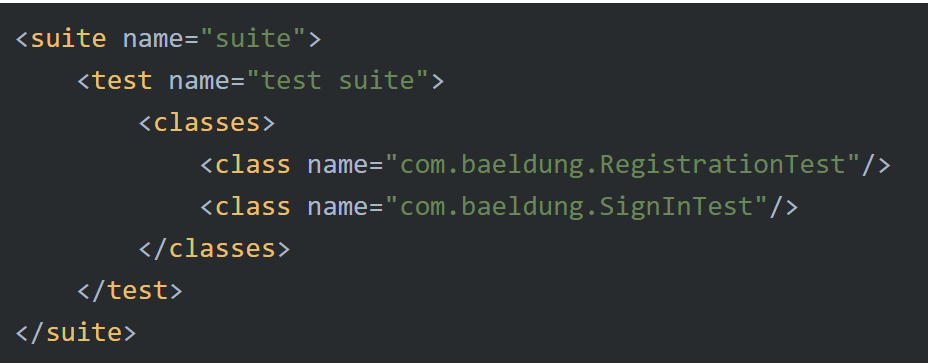 <suite name="suite">
    <test name="test suite">
        <classes>
            <class name="com.baeldung.RegistrationTest"/>
            <class name="com.baeldung.SignInTest"/>
        </classes>
    </test>
</suite>